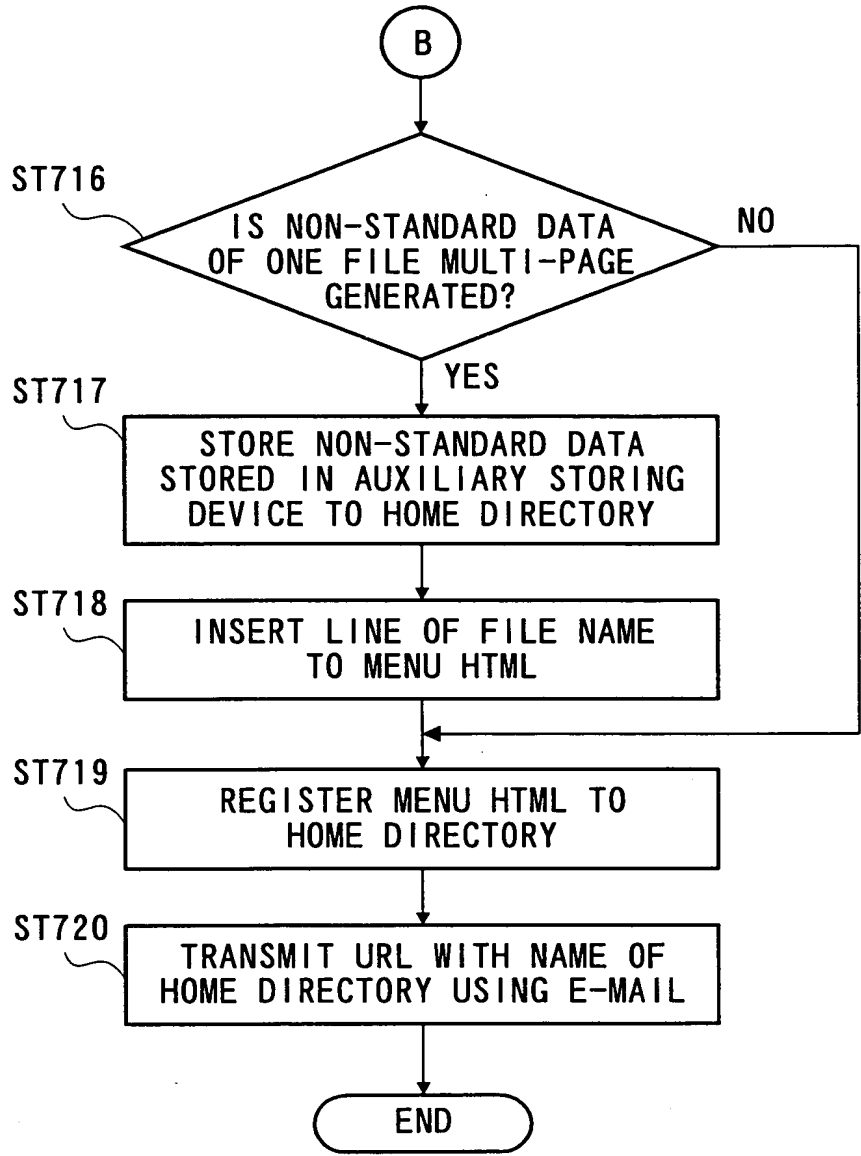 B
ST716
IS NON-STANDARD DATA
OF ONE FILE MULTI-PAGE
GENERATED?
NO
YES
ST717
STORE NON-STANDARD DATA
STORED IN AUXILIARY STORING
DEVICE TO HOME DIRECTORY
ST718
INSERT LINE OF FILE NAME
TO MENU HTML
ST719
REGISTER MENU HTML TO
HOME DIRECTORY
ST720
TRANSMIT URL WITH NAME OF
HOME DIRECTORY USING E-MAIL
END